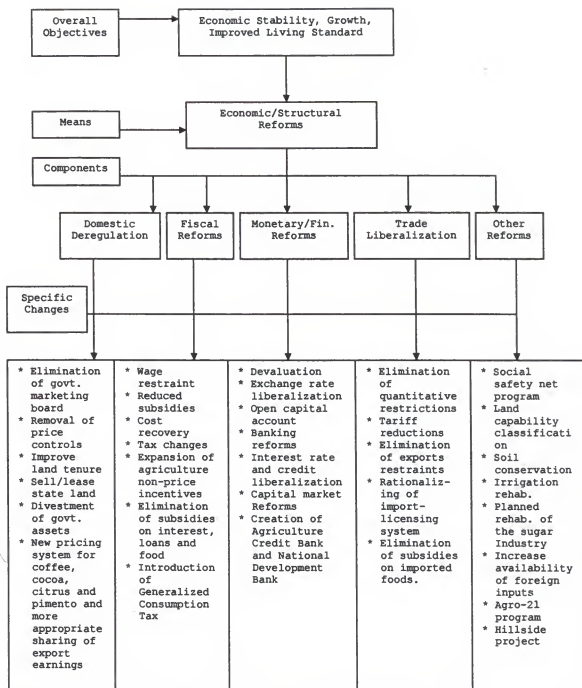 Overall
Objectives
Economic Stability, Growth,
Improved Living Standard
Means
Economic/Structural
Reforms
Components
Domestic
Deregulation
Fiscal
Reforms
Monetary/Fin.
Reforms
Trade
Liberalization
Other
Reforms
Specific
Changes
* Elimination
of govt.
marketing
board
* Removal of
price
controls
* Improve
land tenure
* Sell/lease
state land
* Divestment
of govt.
assets
* New pricing
system for
coffee,
cocoa,
citrus and
pimento and
more
appropriate
sharing of
export
earnings
* Wage
restraint
* Reduced
subsidies
* Cost
recovery
* Tax changes
* Expansion of
agriculture
non-price
incentives
* Elimination
of subsidies
on interest,
loans and
food
* Introduction
of
Generalized
Consumption
Tax
* Devaluation
* Exchange rate
liberalization
* Open capital
account
* Banking
reforms
* Interest rate
and credit
liberalization
* Capital market
Reforms
* Creation of
Agriculture
Credit Bank
and National
Development
Bank
* Elimination
of
quantitative
restrictions
* Tariff
reductions
* Elimination
of exports
restraints
* Rationaliz-
ing of
import-
licensing
system
* Elimination
of subsidies
on imported
foods.
* Social
safety net
program
* Land
capability
classificati
on
* Soil
conservation
* Irrigation
rehab.
* Planned
rehab. of
the sugar
Industry
* Increase
availability
of foreign
inputs
* Agro-21
program
* Hillside
project